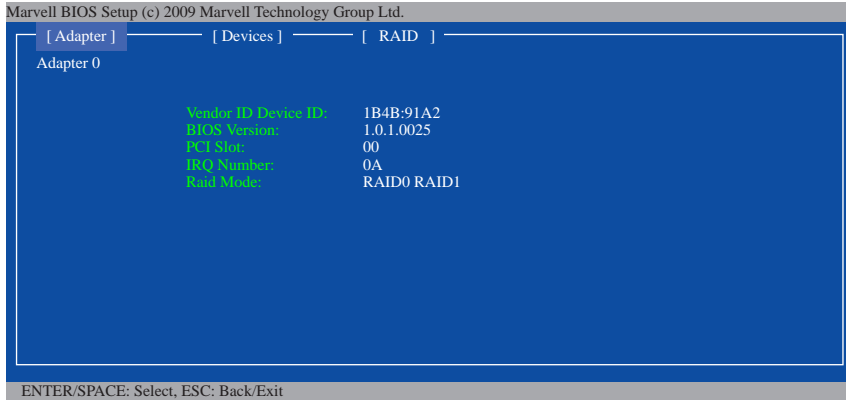 Marvell BIOS Setup (c) 2009 Marvell Technology Group Ltd.
[ Adapter ] [ Devices ] [ RAID ]
Adapter 0
Vendor ID Device ID: 1B4B:91A2
BIOS Version: 1.0.1.0025
PCI Slot: 00
IRQ Number: 0A
Raid Mode: RAID0 RAID1
ENTER/SPACE: Select, ESC: Back/Exit